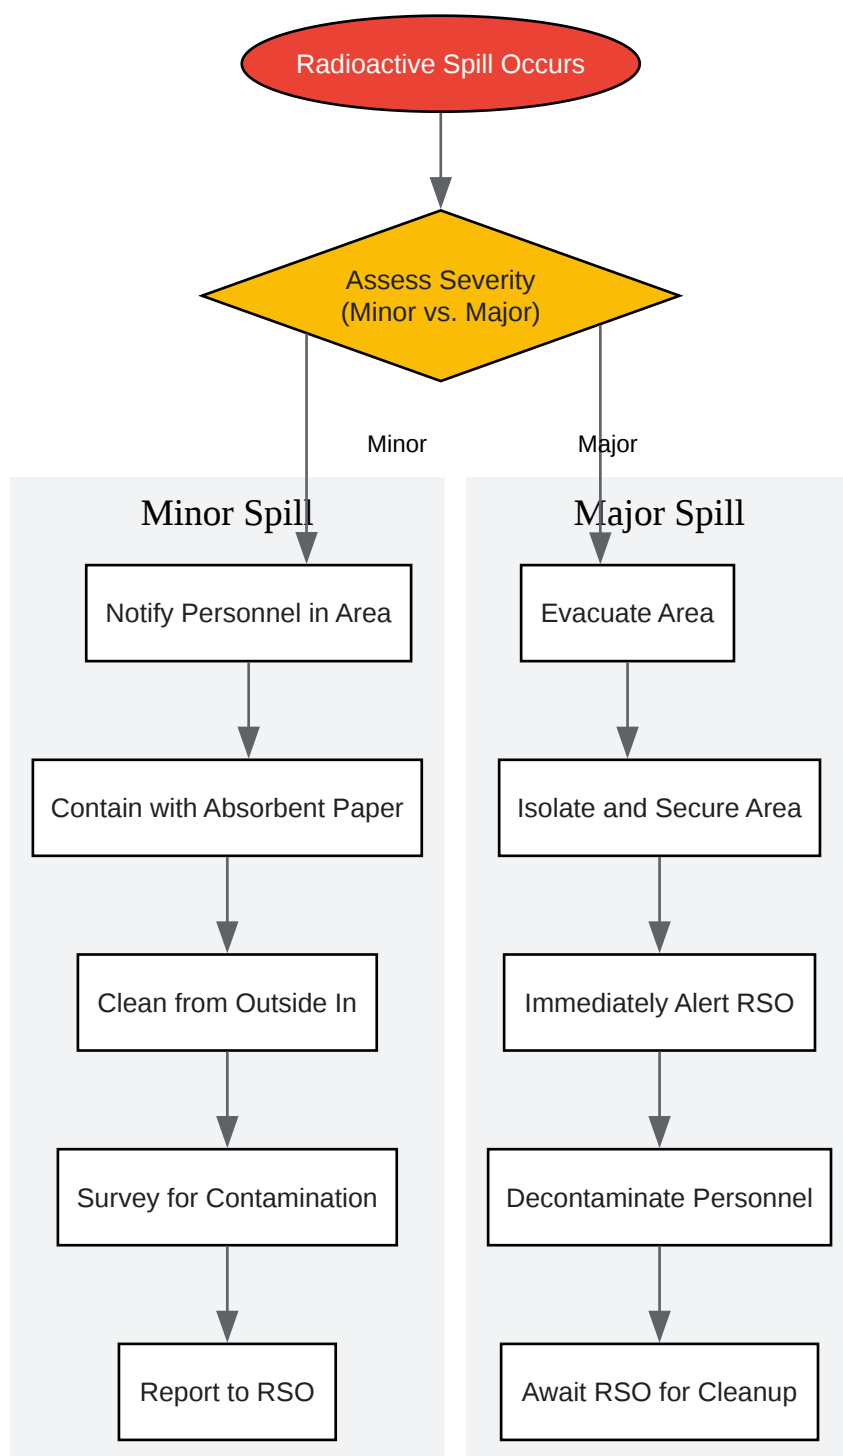 Radioactive Spill Occurs
Assess Severity
(Minor vs. Major)
Minor
Major
Minor Spill
Notify Personnel in Area
Contain with Absorbent Paper
Clean from Outside In
Survey for Contamination
Report to RSO
Major Spill
Evacuate Area
Isolate and Secure Area
Immediately Alert RSO
Decontaminate Personnel
Await RSO for Cleanup